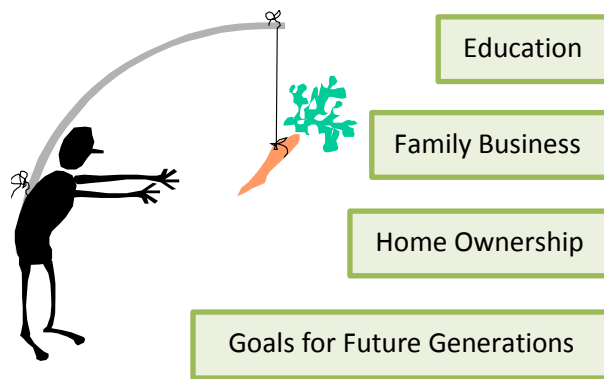 Education
Family Business
Home Ownership
Goals for Future Generations